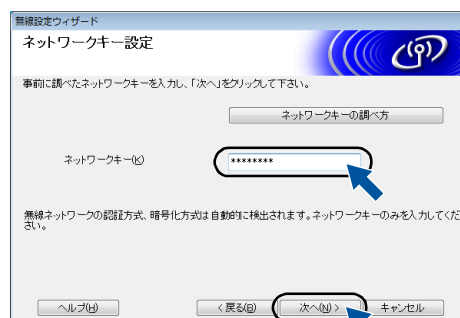 無線設定ウィザード
ネットワークキー設定
事前に調べたネットワークキーを入力し、「次へ」をクリックして下さい。
ネットワークキーの調べ方
ネットワークキー(K)
********
無線ネットワークの認証方式、暗号化方式は自動的に検出されます。ネットワークキーのみを入力してくだ
さい。
ヘルプ(H)
< 戻る(B)
次へ(N) >
キャンセル